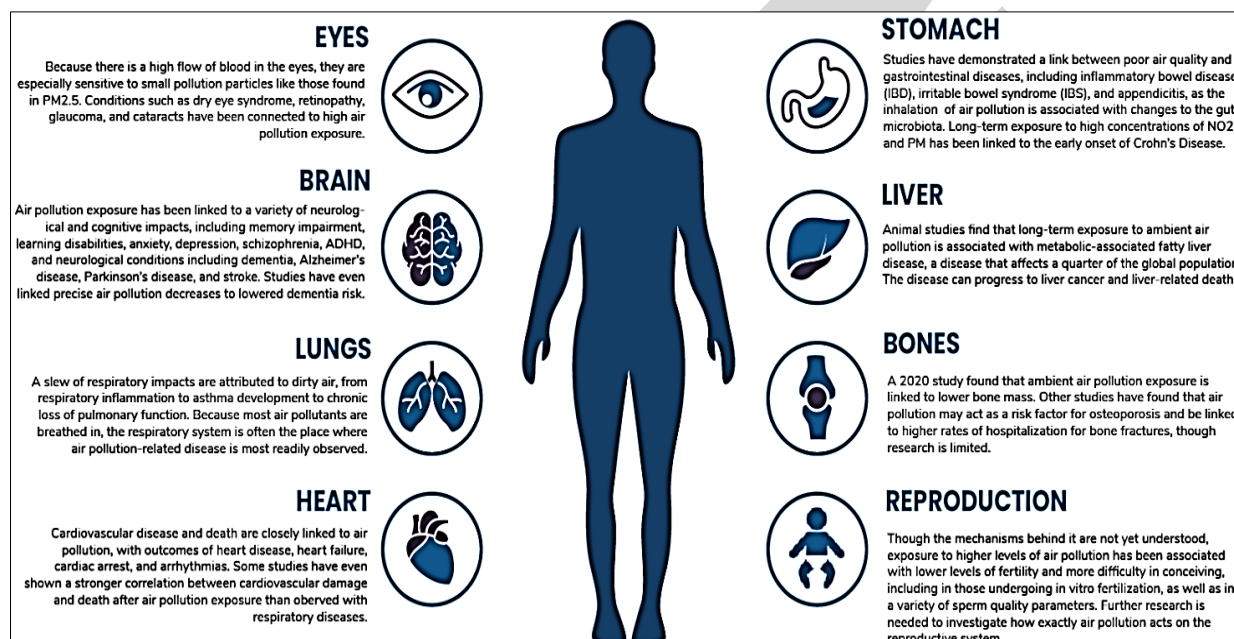 EYES
Because there is a high flow of blood in the eyes, they are
especially sensitive to small pollution particles like those found
in PM2.5. Conditions such as dry eye syndrome, retinopathy,
glaucoma, and cataracts have been connected to high air
pollution exposure.
BRAIN
Air pollution exposure has been linked to a variety of neurolog-
ical and cognitive impacts, including memory impairment,
learning disabilities, anxiety, depression, schizophrenia, ADHD,
and neurological conditions including dementia, Alzheimer's
disease, Parkinson's disease, and stroke. Studies have even
linked precise air pollution decreases to lowered dementia risk.
LUNGS
A slew of respiratory impacts are attributed to dirty air, from
respiratory inflammation to asthma development to chronic
loss of pulmonary function. Because most air pollutants are
breathed in, the respiratory system is often the place where
air pollution-related disease is most readily observed.
HEART
Cardiovascular disease and death are closely linked to air
pollution, with outcomes of heart disease, heart failure,
cardiac arrest, and arrhythmias. Some studies have even
shown a stronger correlation between cardiovascular damage
and death after air pollution exposure than oberved with
respiratory diseases.
STOMACH
Studies have demonstrated a link between poor air quality and
gastrointestinal diseases, including inflammatory bowel disease
(IBD), irritable bowel syndrome (IBS), and appendicitis, as the
inhalation of air pollution is associated with changes to the gut
microbiota. Long-term exposure to high concentrations of NO2
and PM has been linked to the early onset of Crohn's Disease.
LIVER
Animal studies find that long-term exposure to ambient air
pollution is associated with metabolic-associated fatty liver
disease, a disease that affects a quarter of the global population
The disease can progress to liver cancer and liver-related death
BONES
A 2020 study found that ambient air pollution exposure is
linked to lower bone mass. Other studies have found that air
pollution may act as a risk factor for osteoporosis and be linked
to higher rates of hospitalization for bone fractures, though
research is limited.
REPRODUCTION
Though the mechanisms behind it are not yet understood,
exposure to higher levels of air pollution has been associated
with lower levels of fertility and more difficulty in conceiving,
including in those undergoing in vitro fertilization, as well as in
a variety of sperm quality parameters. Further research is
needed to investigate how exactly air pollution acts on the
reproductive system